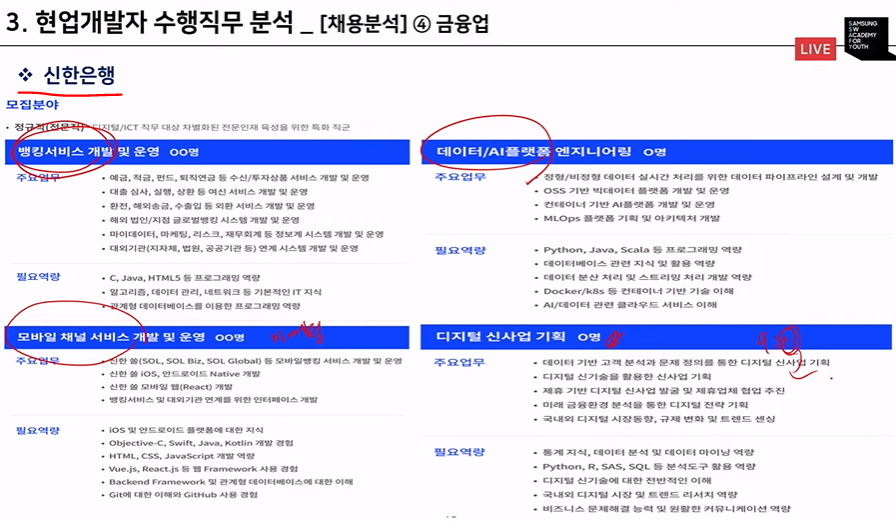 3. 현업개발자 수행직무 분석 _ [채용분석] ④ 금융업
LIVE
SAMSUNG
SW
ACADEMY
FOR
YOUTH
❖ 신한은행
모집분야
• 정규직(전문직) 디지털/ICT 직무 대상 차별화된 전문인재 육성을 위한 특화 직군
뱅킹서비스 개발 및 운영 OO명
주요업무
• 예금, 적금, 펀드, 퇴직연금 등 수신/투자상품 서비스 개발 및 운영
• 대출 심사, 실행, 상환 등 여신 서비스 개발 및 운영
• 환전, 해외송금, 수출입 등 외환 서비스 개발 및 운영
• 해외 법인/지점 글로벌뱅킹 시스템 개발 및 운영
• 마이데이터, 마케팅, 리스크, 재무회계 등 정보계 시스템 개발 및 운영
• 대외기관(지자체, 법원, 공공기관 등) 연계 시스템 개발 및 운영
필요역량
• C, Java, HTML5 등 프로그래밍 역량
• 알고리즘, 데이터 관리, 네트워크 등 기본적인 IT 지식
• 관계형 데이터베이스를 이용한 프로그래밍 역량
모바일 채널 서비스 개발 및 운영 OO명
주요업무
• 신한 쏠(SOL, SOL Biz, SOL Global) 등 모바일뱅킹 서비스 개발 및 운영
• 신한 쏠 iOS, 안드로이드 Native 개발
• 신한 쏠 모바일 웹(React) 개발
• 뱅킹서비스 및 대외기관 연계를 위한 인터페이스 개발
필요역량
• iOS 및 안드로이드 플랫폼에 대한 지식
• Objective-C, Swift, Java, Kotlin 개발 경험
• HTML, CSS, JavaScript 개발 역량
• Vue.js, React.js 등 웹 Framework 사용 경험
• Backend Framework 및 관계형 데이터베이스에 대한 이해
• Git에 대한 이해와 GitHub 사용 경험
데이터/AI플랫폼 엔지니어링 O명
주요업무
• 정형/비정형 데이터 실시간 처리를 위한 데이터 파이프라인 설계 및 개발
• OSS 기반 빅데이터 플랫폼 개발 및 운영
• 컨테이너 기반 AI플랫폼 개발 및 운영
• MLOps 플랫폼 기획 및 아키텍처 개발
필요역량
• Python, Java, Scala 등 프로그래밍 역량
• 데이터베이스 관련 지식 및 활용 역량
• 데이터 분산 처리 및 스트리밍 처리 개발 역량
• Docker/k8s 등 컨테이너 기반 기술 이해
• AI/데이터 관련 클라우드 서비스 이해
디지털 신사업 기획 O명
주요업무
• 데이터 기반 고객 분석과 문제 정의를 통한 디지털 신사업 기획
• 디지털 신기술을 활용한 신사업 기획
• 제휴 기반 디지털 신사업 발굴 및 제휴업체 협업 추진
• 미래 금융환경 분석을 통한 디지털 전략 기획
• 국내외 디지털 시장동향, 규제 변화 및 트렌드 센싱
필요역량
• 통계 지식, 데이터 분석 및 데이터 마이닝 역량
• Python, R, SAS, SQL 등 분석도구 활용 역량
• 디지털 신기술에 대한 전반적인 이해
• 국내외 디지털 시장 및 트렌드 리서치 역량
• 비즈니스 문제해결 능력 및 원활한 커뮤니케이션 역량